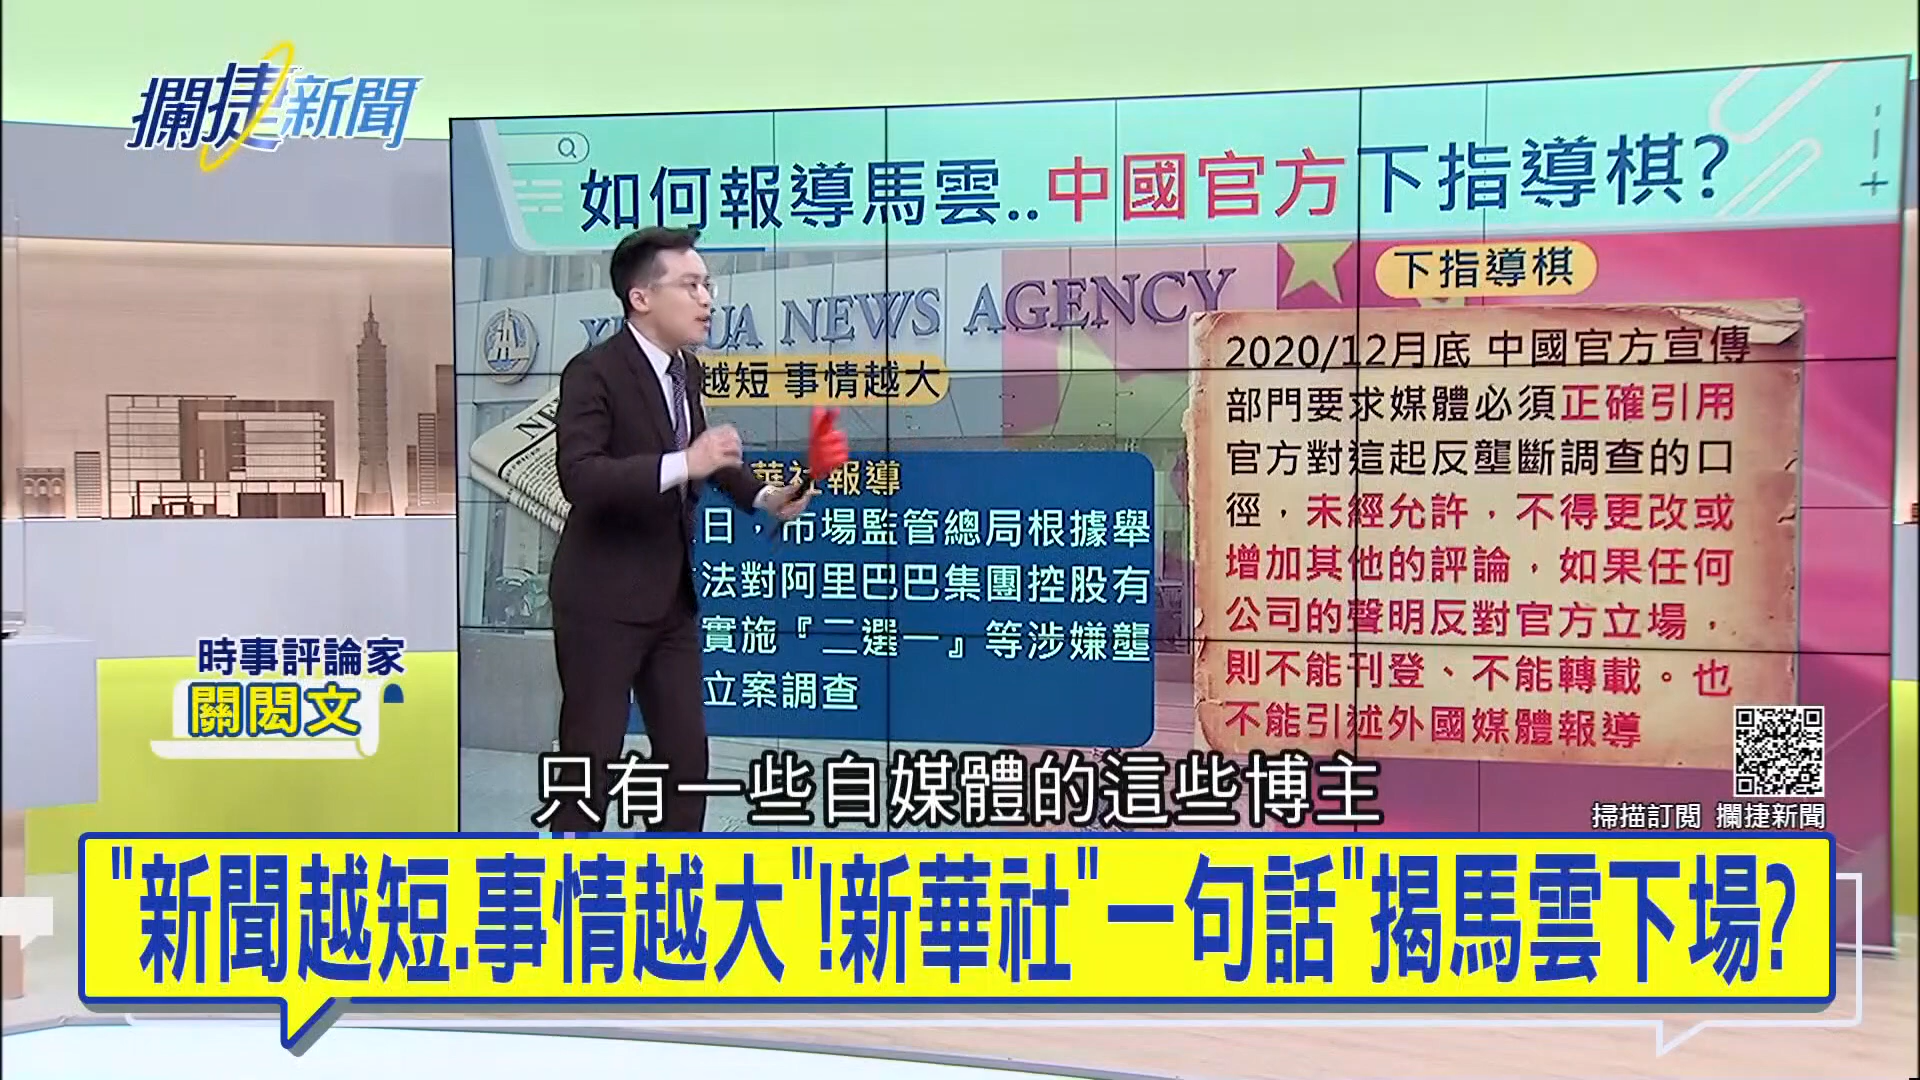 攔捷新聞
如何報導馬雲..中國官方下指導棋?
下指導棋
NEWS AGENCY
越短 事情越大
2020/12月底 中國官方宣傳
部門要求媒體必須正確引用
官方對這起反壟斷調查的口
徑,未經允許,不得更改或
增加其他的評論,如果任何
公司的聲明反對官方立場,
則不能刊登、不能轉載。也
不能引述外國媒體報導
華社報導
日,市場監管總局根據舉
法對阿里巴巴集團控股有
實施『二選一』等涉嫌壟
立案調查
時事評論家
關閎文
只有一些自媒體的這些博主
掃描訂閱 攔捷新聞
"新聞越短.事情越大"!新華社"一句話"揭馬雲下場?